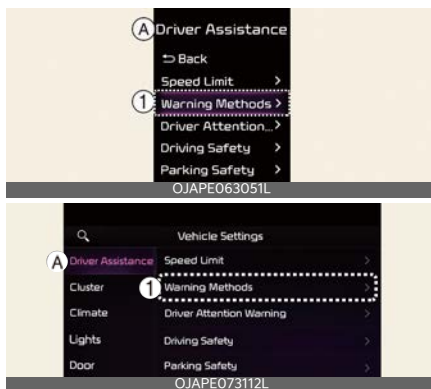 A Driver Assistance
Back
Speed Limit >
1 Warning Methods >
Driver Attention... >
Driving Safety >
Parking Safety >
OJAPE063051L
Vehicle Settings
A Driver Assistance Speed Limit >
Cluster 1 Warning Methods >
Climate Driver Attention Warning >
Lights Driving Safety >
Door Parking Safety >
OJAPE073112L